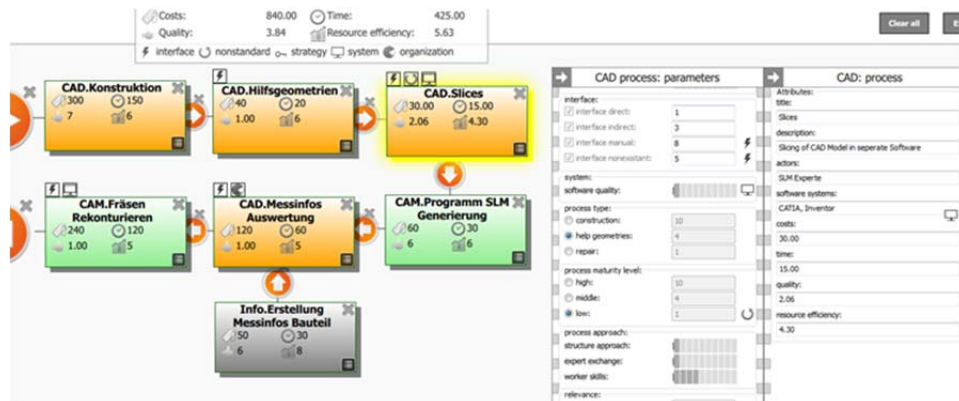 Costs: 840.00 Time: 425.00
Quality: 3.84 Resource efficiency: 5.63
interface nonstandard strategy system organization
Clear all
CAD.Konstruktion
300 150
7 6
CAD.Hilfsgeometrien
40 20
1.00 6
CAD.Slices
30.00 15.00
2.06 4.30
CAM.Fräsen
Rekonturieren
240 120
1.00 5
CAD.Messinfos
Auswertung
120 60
1.00 5
CAM.Programm SLM
Generierung
60 30
6 6
Info.Erstellung
Messinfos Bauteil
50 30
6 8
CAD process: parameters
interface:
interface direct: 1
interface indirect: 3
interface manual: 8
interface nonexistant: 5
system:
software quality:
process type:
construction: 10
help geometries: 4
repair: 1
process maturity level:
high: 10
middle: 4
low: 1
process approach:
structure approach:
expert exchange:
worker skills:
relevance:
CAD: process
Attributes:
title:
Slices
description:
Slicing of CAD Model in seperate Software
actors:
SLM Experte
software systems:
CATIA, Inventor
costs:
30.00
time:
15.00
quality:
2.06
resource efficiency:
4.30